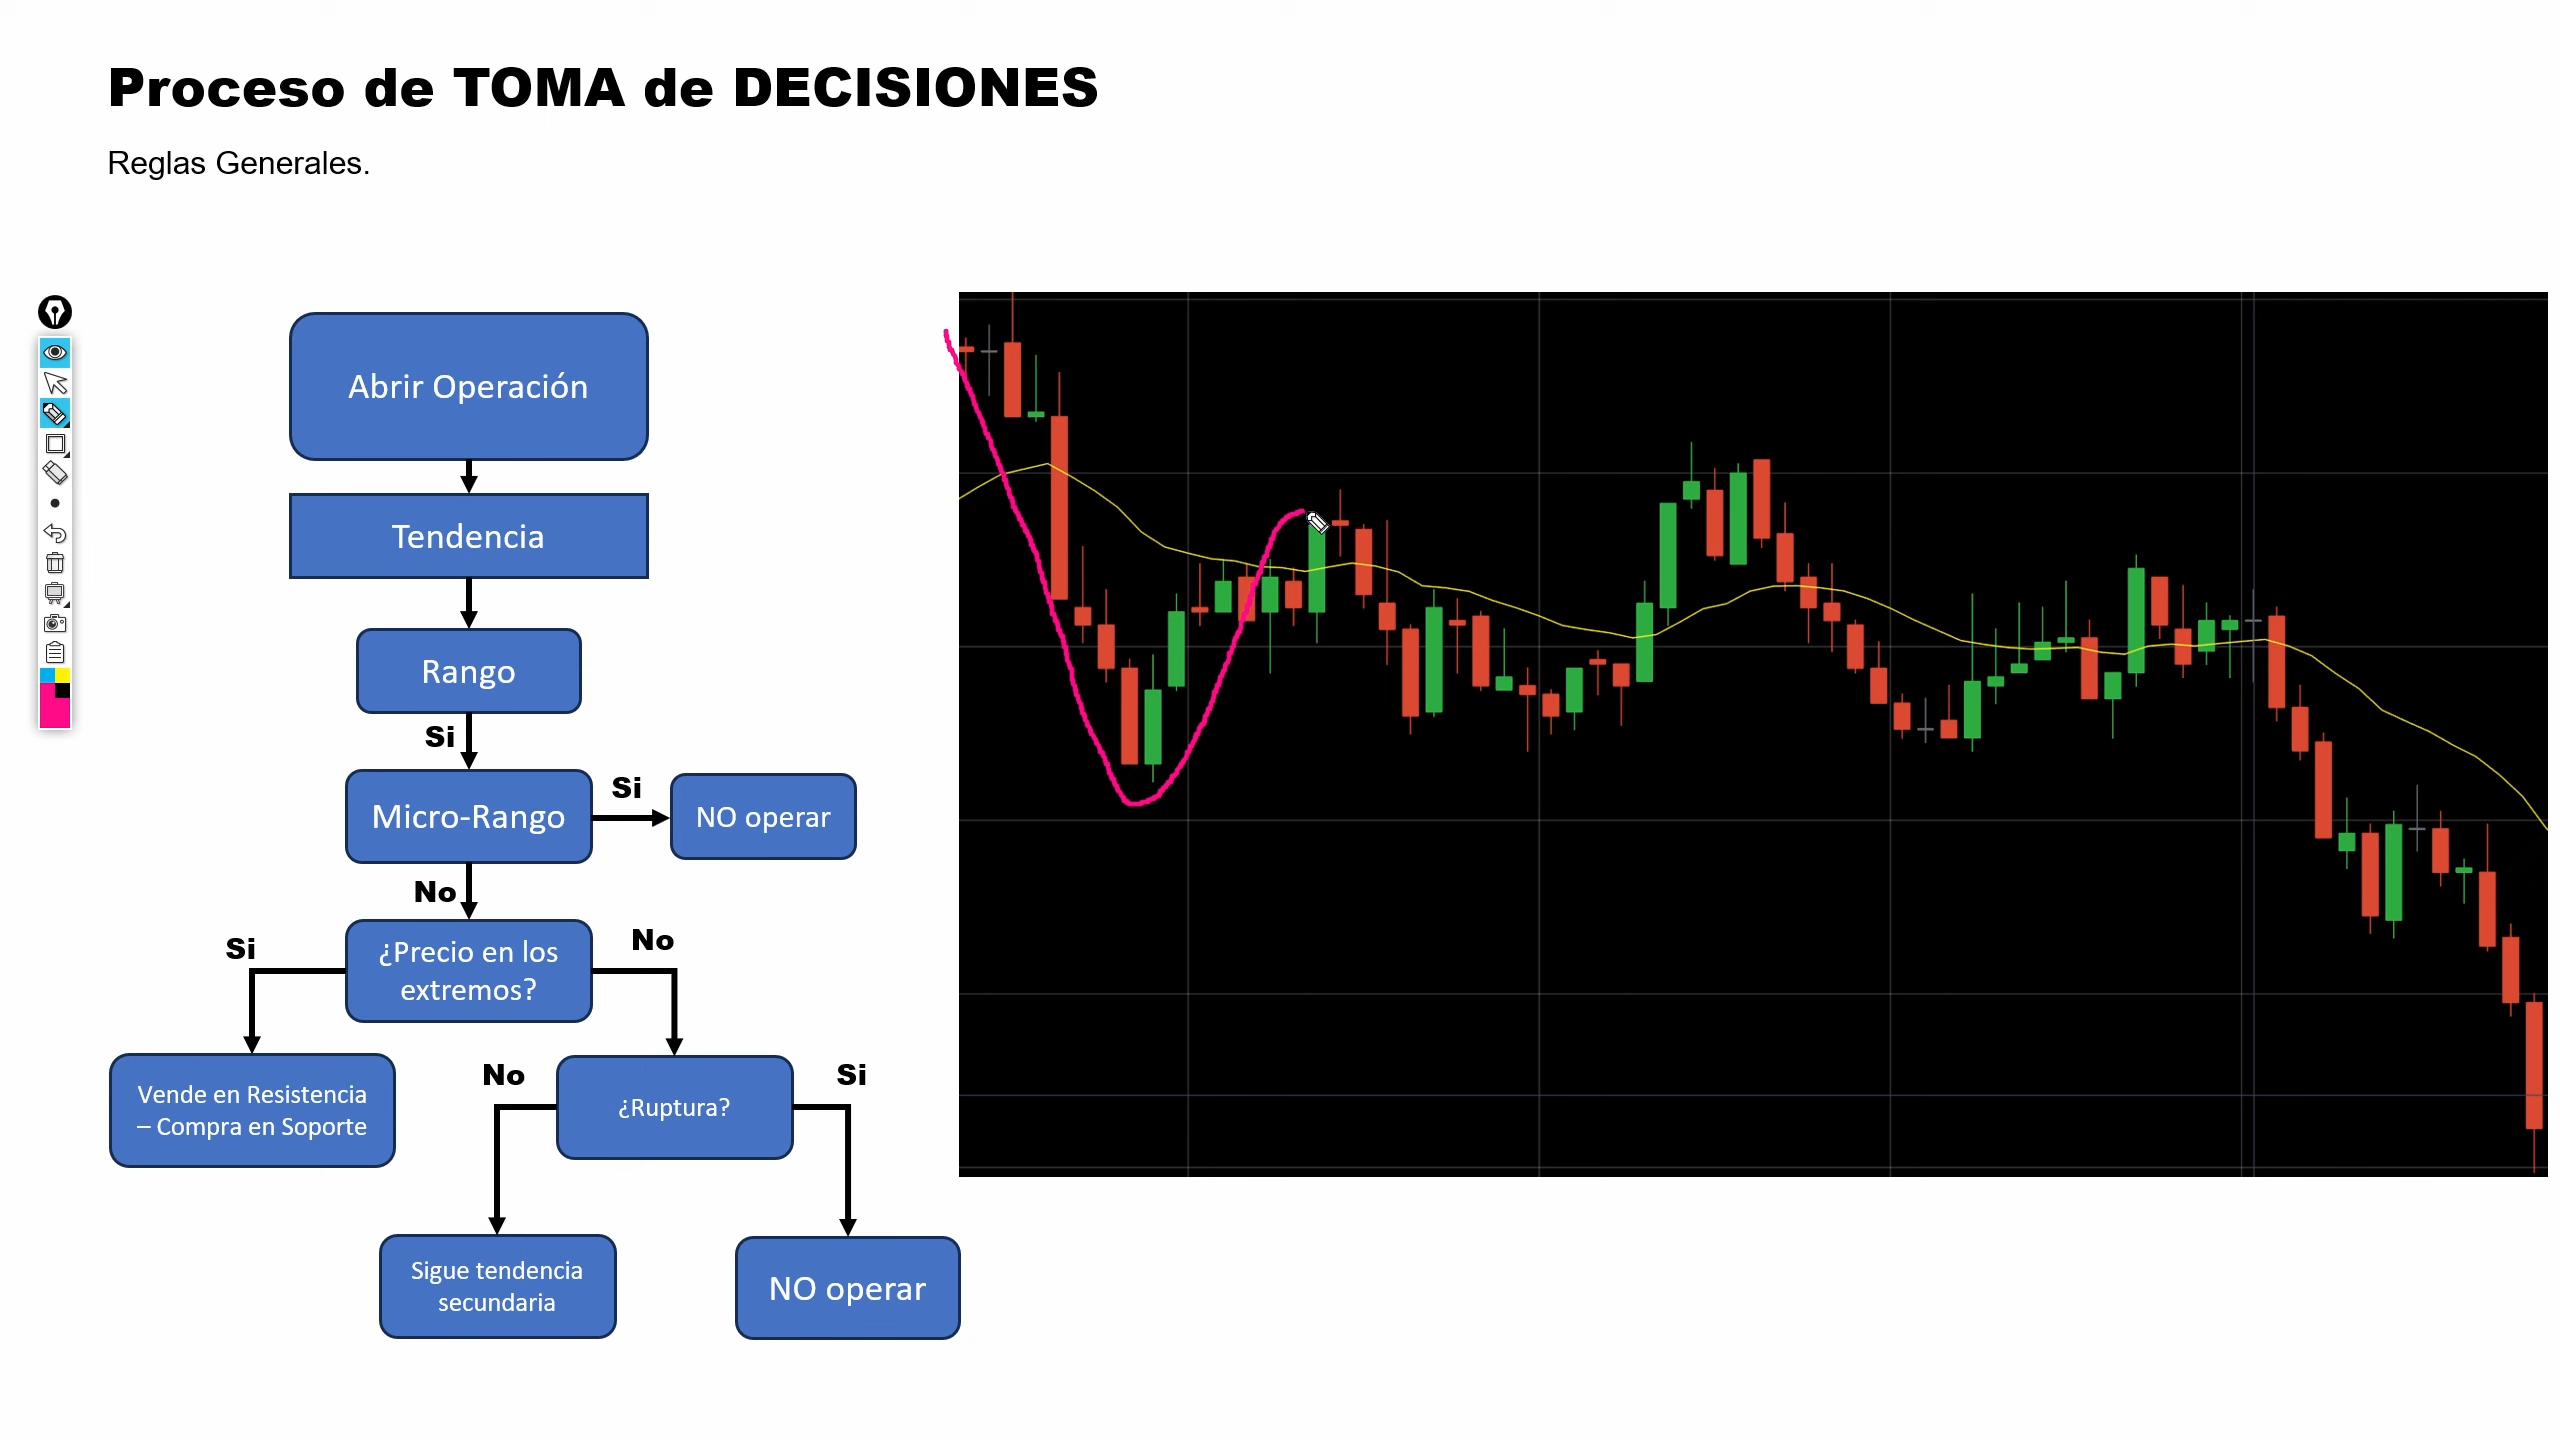 Proceso de TOMA de DECISIONES
Reglas Generales.
Abrir Operación
Tendencia
Rango
Si
Micro-Rango
Si
NO operar
No
¿Precio en los
extremos?
Si
No
Vende en Resistencia
– Compra en Soporte
¿Ruptura?
No
Si
Sigue tendencia
secundaria
NO operar